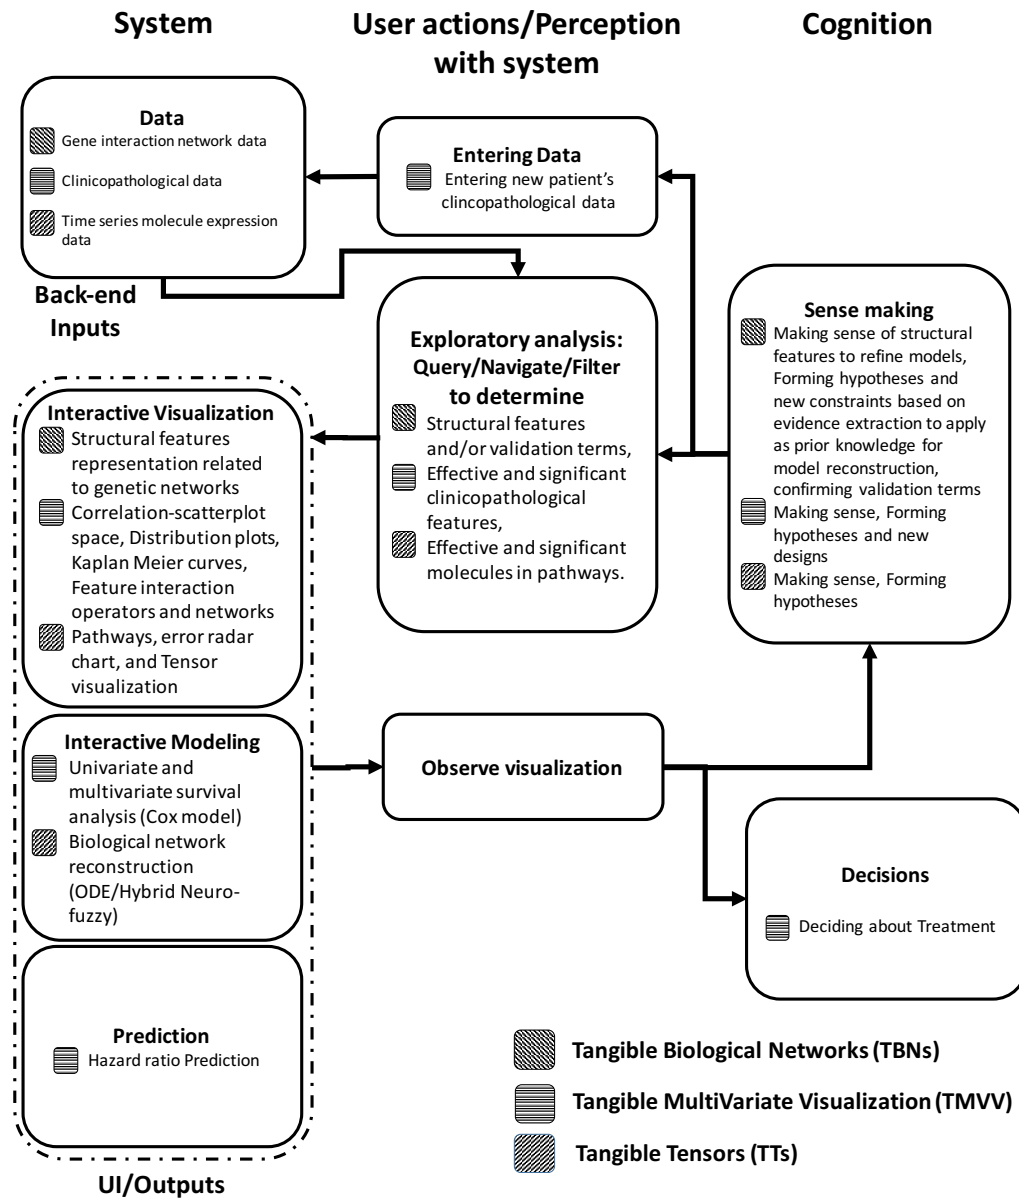 System
User actions/Perception
with system
Cognition
Data
Gene interaction network data
Clinicopathological data
Time series molecule expression
data
Back-end
Inputs
Entering Data
Entering new patient's
clincopathological data
Exploratory analysis:
Query/Navigate/Filter
to determine
Structural features
and/or validation terms,
Effective and significant
clinicopathological
features,
Effective and significant
molecules in pathways.
Sense making
Making sense of structural
features to refine models,
Forming hypotheses and
new constraints based on
evidence extraction to apply
as prior knowledge for
model reconstruction,
confirming validation terms
Making sense, Forming
hypotheses and new
designs
Making sense, Forming
hypotheses
Interactive Visualization
Structural features
representation related
to genetic networks
Correlation-scatterplot
space, Distribution plots,
Kaplan Meier curves,
Feature interaction
operators and networks
Pathways, error radar
chart, and Tensor
visualization
Interactive Modeling
Univariate and
multivariate survival
analysis (Cox model)
Biological network
reconstruction
(ODE/Hybrid Neuro-
fuzzy)
Observe visualization
Decisions
Deciding about Treatment
Prediction
Hazard ratio Prediction
UI/Outputs
Tangible Biological Networks (TBNs)
Tangible MultiVariate Visualization (TMVV)
Tangible Tensors (TTs)